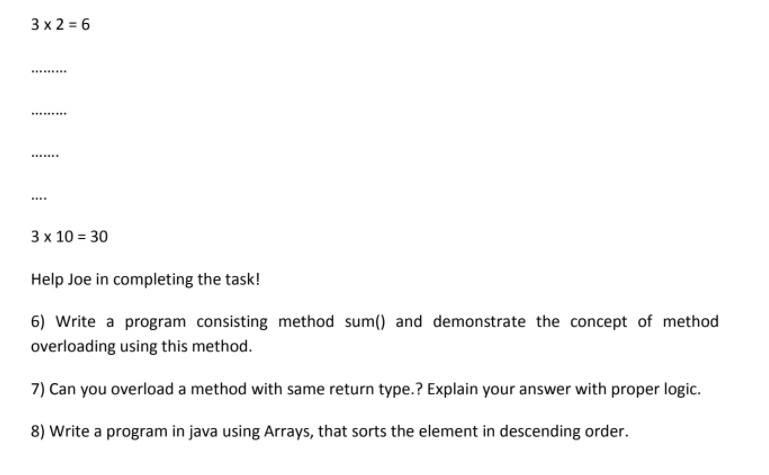 3 x 2 = 6
.........
.........
.......
....
3 x 10 = 30
Help Joe in completing the task!
6) Write a program consisting method sum() and demonstrate the concept of method
overloading using this method.
7) Can you overload a method with same return type.? Explain your answer with proper logic.
8) Write a program in java using Arrays, that sorts the element in descending order.